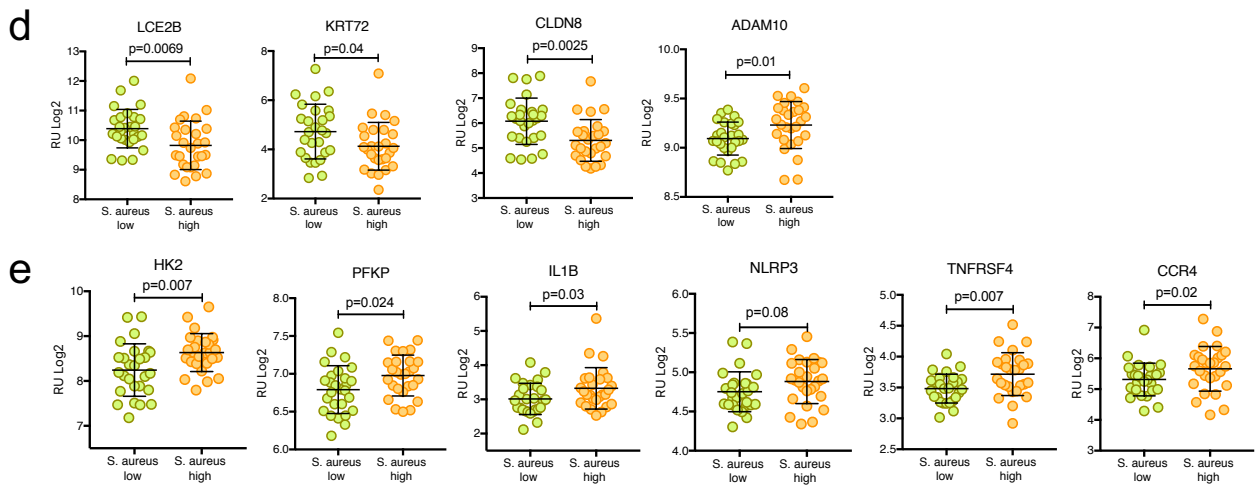 d
LCE2B
KRT72
CLDN8
ADAM10
p=0.0069
p=0.04
p=0.0025
p=0.01
RU Log2
13
12
11
10
9
8
S. aureus low
S. aureus high
RU Log2
8
6
4
2
S. aureus low
S. aureus high
RU Log2
9
8
7
6
5
4
3
S. aureus low
S. aureus high
RU Log2
10.0
9.5
9.0
8.5
S. aureus low
S. aureus high
e
HK2
PFKP
IL1B
NLRP3
TNFRSF4
CCR4
p=0.007
p=0.024
p=0.03
p=0.08
p=0.007
p=0.02
RU Log2
10
9
8
7
S. aureus low
S. aureus high
RU Log2
8.0
7.5
7.0
6.5
6.0
S. aureus low
S. aureus high
RU Log2
6
5
4
3
2
S. aureus low
S. aureus high
RU Log2
6.0
5.5
5.0
4.5
4.0
S. aureus low
S. aureus high
RU Log2
5.5
5.0
4.5
4.0
3.5
3.0
2.5
S. aureus low
S. aureus high
RU Log2
8
7
6
5
4
3
S. aureus low
S. aureus high